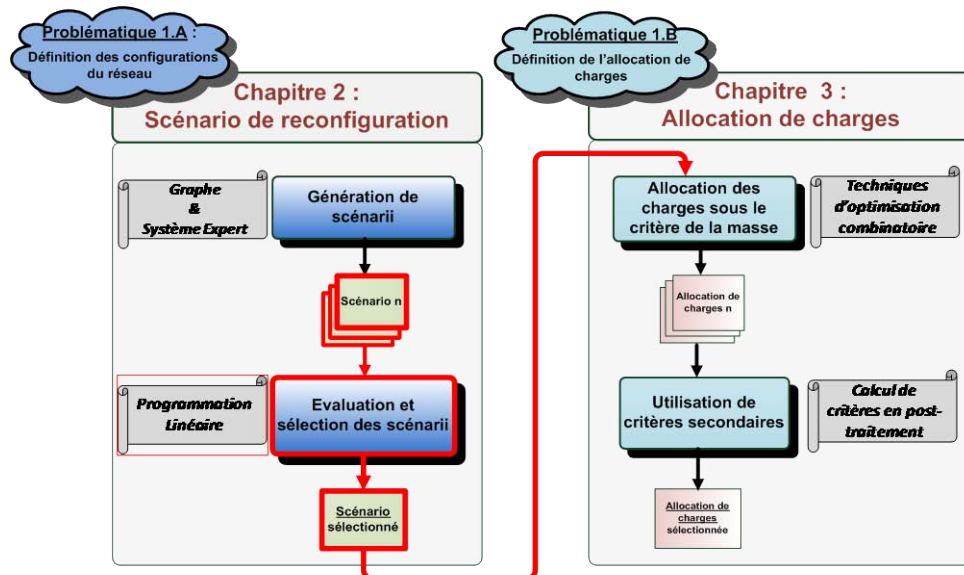 Problématique 1.A :
Définition des configurations
du réseau
Chapitre 2 :
Scénario de reconfiguration
Graphe
&
Système Expert
Génération de
scénarii
Scénario n
Programmation
Linéaire
Evaluation et
sélection des scénarii
Scénario
sélectionné
Problématique 1.B
Définition de l'allocation de
charges
Chapitre 3 :
Allocation de charges
Allocation des
charges sous le
critère de la masse
Techniques
d'optimisation
combinatoire
Allocation de
charges n
Utilisation de
critères secondaires
Calcul de
critères en post-
traitement
Allocation de
charges
sélectionnée